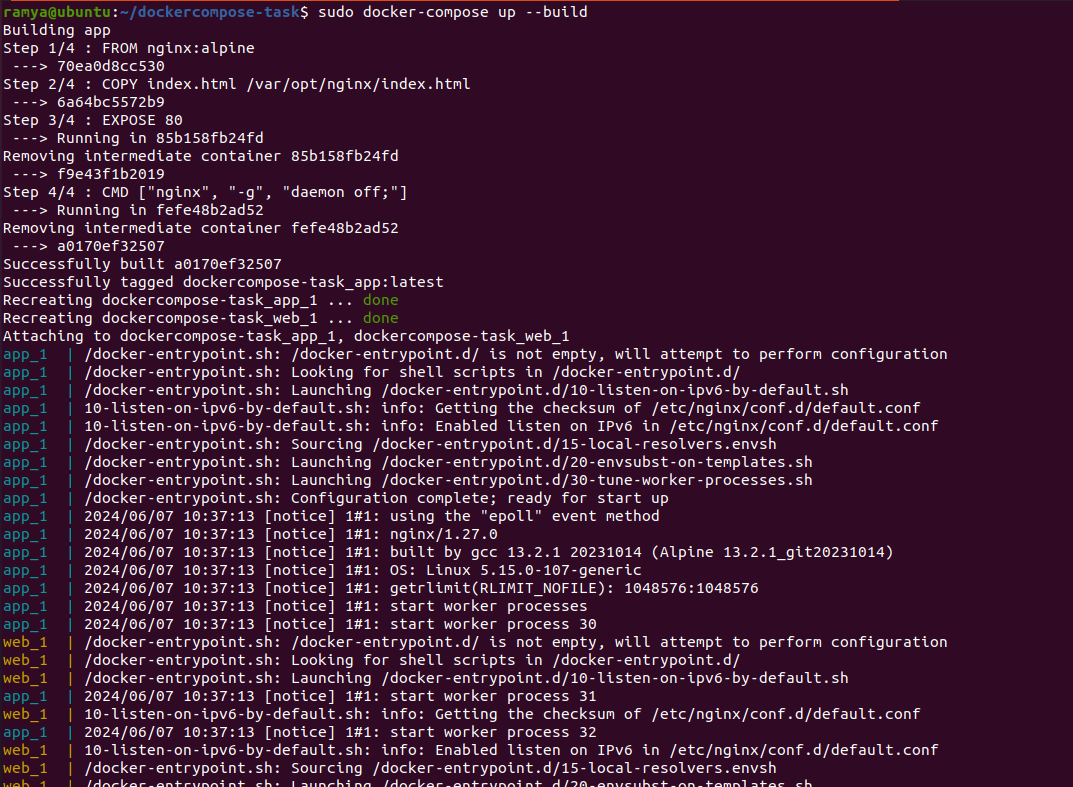 ramya@ubuntu:~/dockercompose-task$ sudo docker-compose up --build
Building app
Step 1/4 : FROM nginx:alpine
 ---> 70ea0d8cc530
Step 2/4 : COPY index.html /var/opt/nginx/index.html
 ---> 6a64bc5572b9
Step 3/4 : EXPOSE 80
 ---> Running in 85b158fb24fd
Removing intermediate container 85b158fb24fd
 ---> f9e43f1b2019
Step 4/4 : CMD ["nginx", "-g", "daemon off;"]
 ---> Running in fefe48b2ad52
Removing intermediate container fefe48b2ad52
 ---> a0170ef32507
Successfully built a0170ef32507
Successfully tagged dockercompose-task_app:latest
Recreating dockercompose-task_app_1 ... done
Recreating dockercompose-task_web_1 ... done
Attaching to dockercompose-task_app_1, dockercompose-task_web_1
app_1  | /docker-entrypoint.sh: /docker-entrypoint.d/ is not empty, will attempt to perform configuration
app_1  | /docker-entrypoint.sh: Looking for shell scripts in /docker-entrypoint.d/
app_1  | /docker-entrypoint.sh: Launching /docker-entrypoint.d/10-listen-on-ipv6-by-default.sh
app_1  | 10-listen-on-ipv6-by-default.sh: info: Getting the checksum of /etc/nginx/conf.d/default.conf
app_1  | 10-listen-on-ipv6-by-default.sh: info: Enabled listen on IPv6 in /etc/nginx/conf.d/default.conf
app_1  | /docker-entrypoint.sh: Sourcing /docker-entrypoint.d/15-local-resolvers.envsh
app_1  | /docker-entrypoint.sh: Launching /docker-entrypoint.d/20-envsubst-on-templates.sh
app_1  | /docker-entrypoint.sh: Launching /docker-entrypoint.d/30-tune-worker-processes.sh
app_1  | /docker-entrypoint.sh: Configuration complete; ready for start up
app_1  | 2024/06/07 10:37:13 [notice] 1#1: using the "epoll" event method
app_1  | 2024/06/07 10:37:13 [notice] 1#1: nginx/1.27.0
app_1  | 2024/06/07 10:37:13 [notice] 1#1: built by gcc 13.2.1 20231014 (Alpine 13.2.1_git20231014)
app_1  | 2024/06/07 10:37:13 [notice] 1#1: OS: Linux 5.15.0-107-generic
app_1  | 2024/06/07 10:37:13 [notice] 1#1: getrlimit(RLIMIT_NOFILE): 1048576:1048576
app_1  | 2024/06/07 10:37:13 [notice] 1#1: start worker processes
app_1  | 2024/06/07 10:37:13 [notice] 1#1: start worker process 30
web_1  | /docker-entrypoint.sh: /docker-entrypoint.d/ is not empty, will attempt to perform configuration
web_1  | /docker-entrypoint.sh: Looking for shell scripts in /docker-entrypoint.d/
web_1  | /docker-entrypoint.sh: Launching /docker-entrypoint.d/10-listen-on-ipv6-by-default.sh
app_1  | 2024/06/07 10:37:13 [notice] 1#1: start worker process 31
web_1  | 10-listen-on-ipv6-by-default.sh: info: Getting the checksum of /etc/nginx/conf.d/default.conf
app_1  | 2024/06/07 10:37:13 [notice] 1#1: start worker process 32
web_1  | 10-listen-on-ipv6-by-default.sh: info: Enabled listen on IPv6 in /etc/nginx/conf.d/default.conf
web_1  | /docker-entrypoint.sh: Sourcing /docker-entrypoint.d/15-local-resolvers.envsh
web_1  | /docker-entrypoint.sh: Launching /docker-entrypoint.d/20-envsubst-on-templates.sh